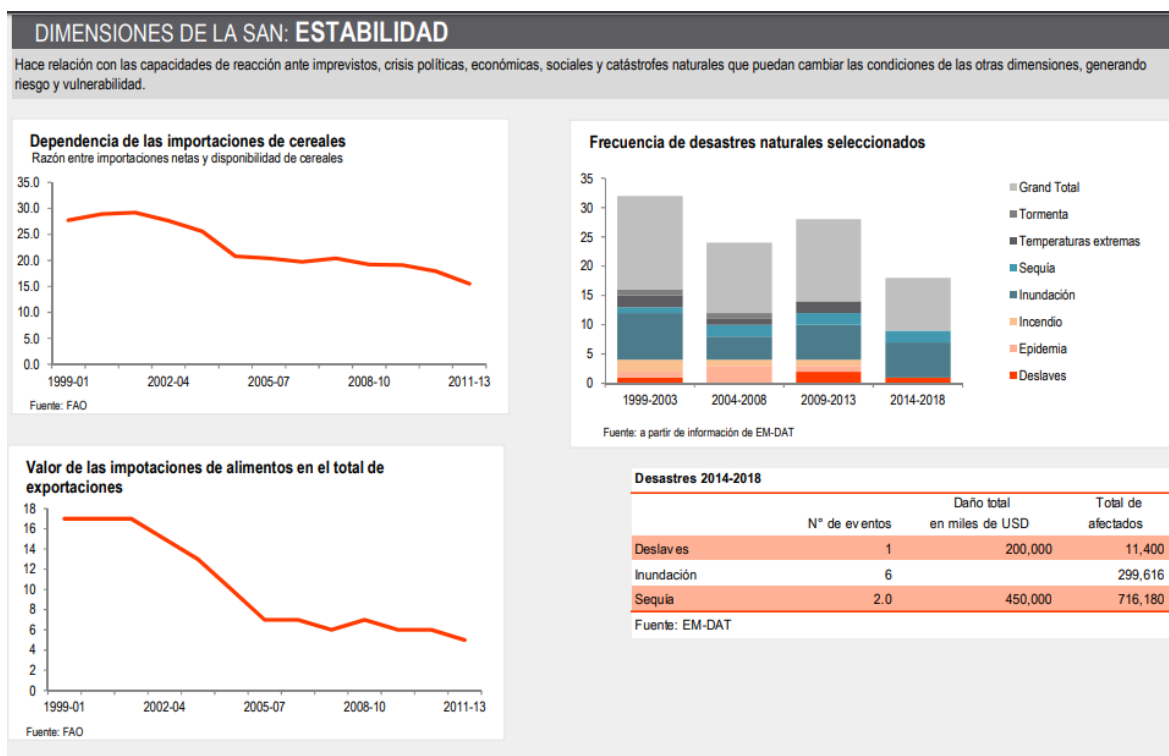 DIMENSIONES DE LA SAN: ESTABILIDAD
Hace relación con las capacidades de reacción ante imprevistos, crisis políticas, económicas, sociales y catástrofes naturales que puedan cambiar las condiciones de las otras dimensiones, generando
riesgo y vulnerabilidad.
Dependencia de las importaciones de cereales
Razón entre importaciones netas y disponibilidad de cereales
35.0
30.0
25.0
20.0
15.0
10.0
5.0
0.0
1999-01 2002-04 2005-07 2008-10 2011-13
Fuente: FAO
Frecuencia de desastres naturales seleccionados
35
30
25
20
15
10
5
0
1999-2003 2004-2008 2009-2013 2014-2018
Grand Total
Tormenta
Temperaturas extremas
Sequía
Inundación
Incendio
Epidemia
Deslaves
Fuente: a partir de información de EM-DAT
Valor de las impotaciones de alimentos en el total de
exportaciones
18
16
14
12
10
8
6
4
2
0
1999-01 2002-04 2005-07 2008-10 2011-13
Fuente: FAO
Desastres 2014-2018
Daño total Total de
N° de eventos en miles de USD afectados
Deslaves 1 200,000 11,400
Inundación 6 299,616
Sequía 2.0 450,000 716,180
Fuente: EM-DAT